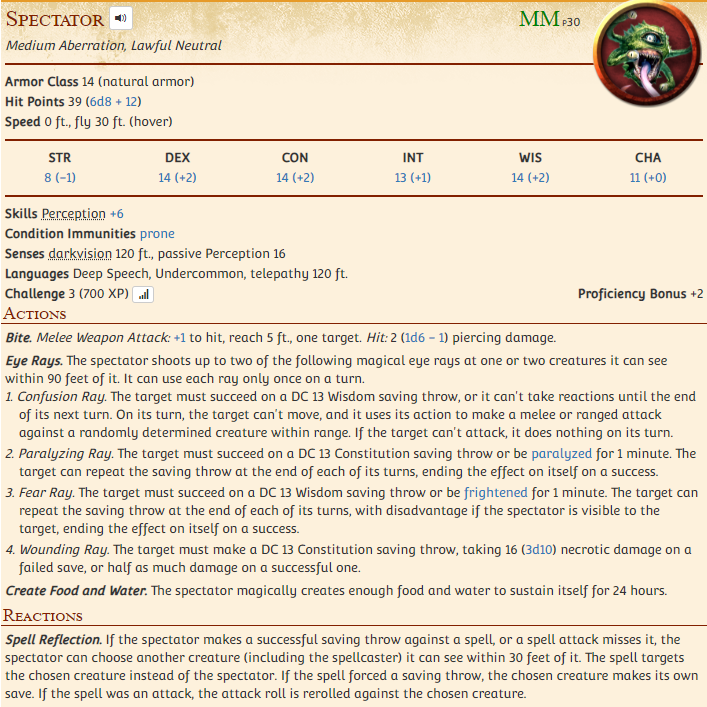 SPECTATOR MM P30
Medium Aberration, Lawful Neutral
Armor Class 14 (natural armor)
Hit Points 39 (6d8 + 12)
Speed 0 ft., fly 30 ft. (hover)
STR DEX CON INT WIS CHA
8 (−1) 14 (+2) 14 (+2) 13 (+1) 14 (+2) 11 (+0)
Skills Perception +6
Condition Immunities prone
Senses darkvision 120 ft., passive Perception 16
Languages Deep Speech, Undercommon, telepathy 120 ft.
Challenge 3 (700 XP) Proficiency Bonus +2
ACTIONS
Bite. Melee Weapon Attack: +1 to hit, reach 5 ft., one target. Hit: 2 (1d6 − 1) piercing damage.
Eye Rays. The spectator shoots up to two of the following magical eye rays at one or two creatures it can see
within 90 feet of it. It can use each ray only once on a turn.
1. Confusion Ray. The target must succeed on a DC 13 Wisdom saving throw, or it can't take reactions until the end
of its next turn. On its turn, the target can't move, and it uses its action to make a melee or ranged attack
against a randomly determined creature within range. If the target can't attack, it does nothing on its turn.
2. Paralyzing Ray. The target must succeed on a DC 13 Constitution saving throw or be paralyzed for 1 minute. The
target can repeat the saving throw at the end of each of its turns, ending the effect on itself on a success.
3. Fear Ray. The target must succeed on a DC 13 Wisdom saving throw or be frightened for 1 minute. The target can
repeat the saving throw at the end of each of its turns, with disadvantage if the spectator is visible to the
target, ending the effect on itself on a success.
4. Wounding Ray. The target must make a DC 13 Constitution saving throw, taking 16 (3d10) necrotic damage on a
failed save, or half as much damage on a successful one.
Create Food and Water. The spectator magically creates enough food and water to sustain itself for 24 hours.
REACTIONS
Spell Reflection. If the spectator makes a successful saving throw against a spell, or a spell attack misses it, the
spectator can choose another creature (including the spellcaster) it can see within 30 feet of it. The spell targets
the chosen creature instead of the spectator. If the spell forced a saving throw, the chosen creature makes its own
save. If the spell was an attack, the attack roll is rerolled against the chosen creature.